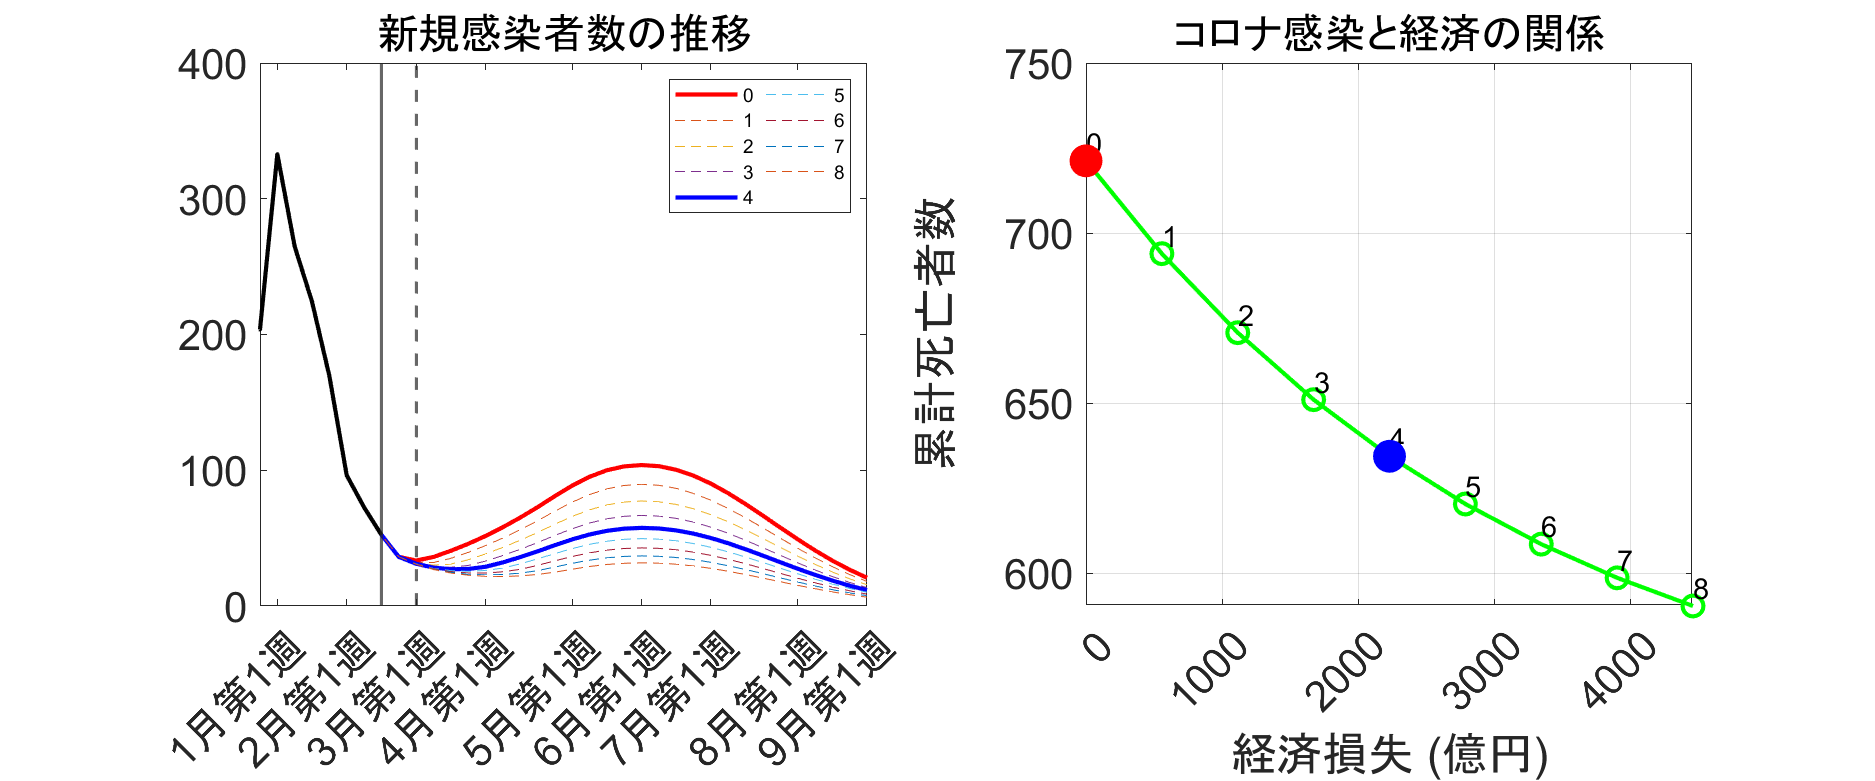 新規感染者数の推移
400
300
200
100
0
0
1
2
3
4
5
6
7
8
1月第1週
2月第1週
3月第1週
4月第1週
5月第1週
6月第1週
7月第1週
8月第1週
9月第1週
コロナ感染と経済の関係
累計死亡者数
750
700
650
600
0
1
2
3
4
5
6
7
8
0
1000
2000
3000
4000
経済損失 (億円)